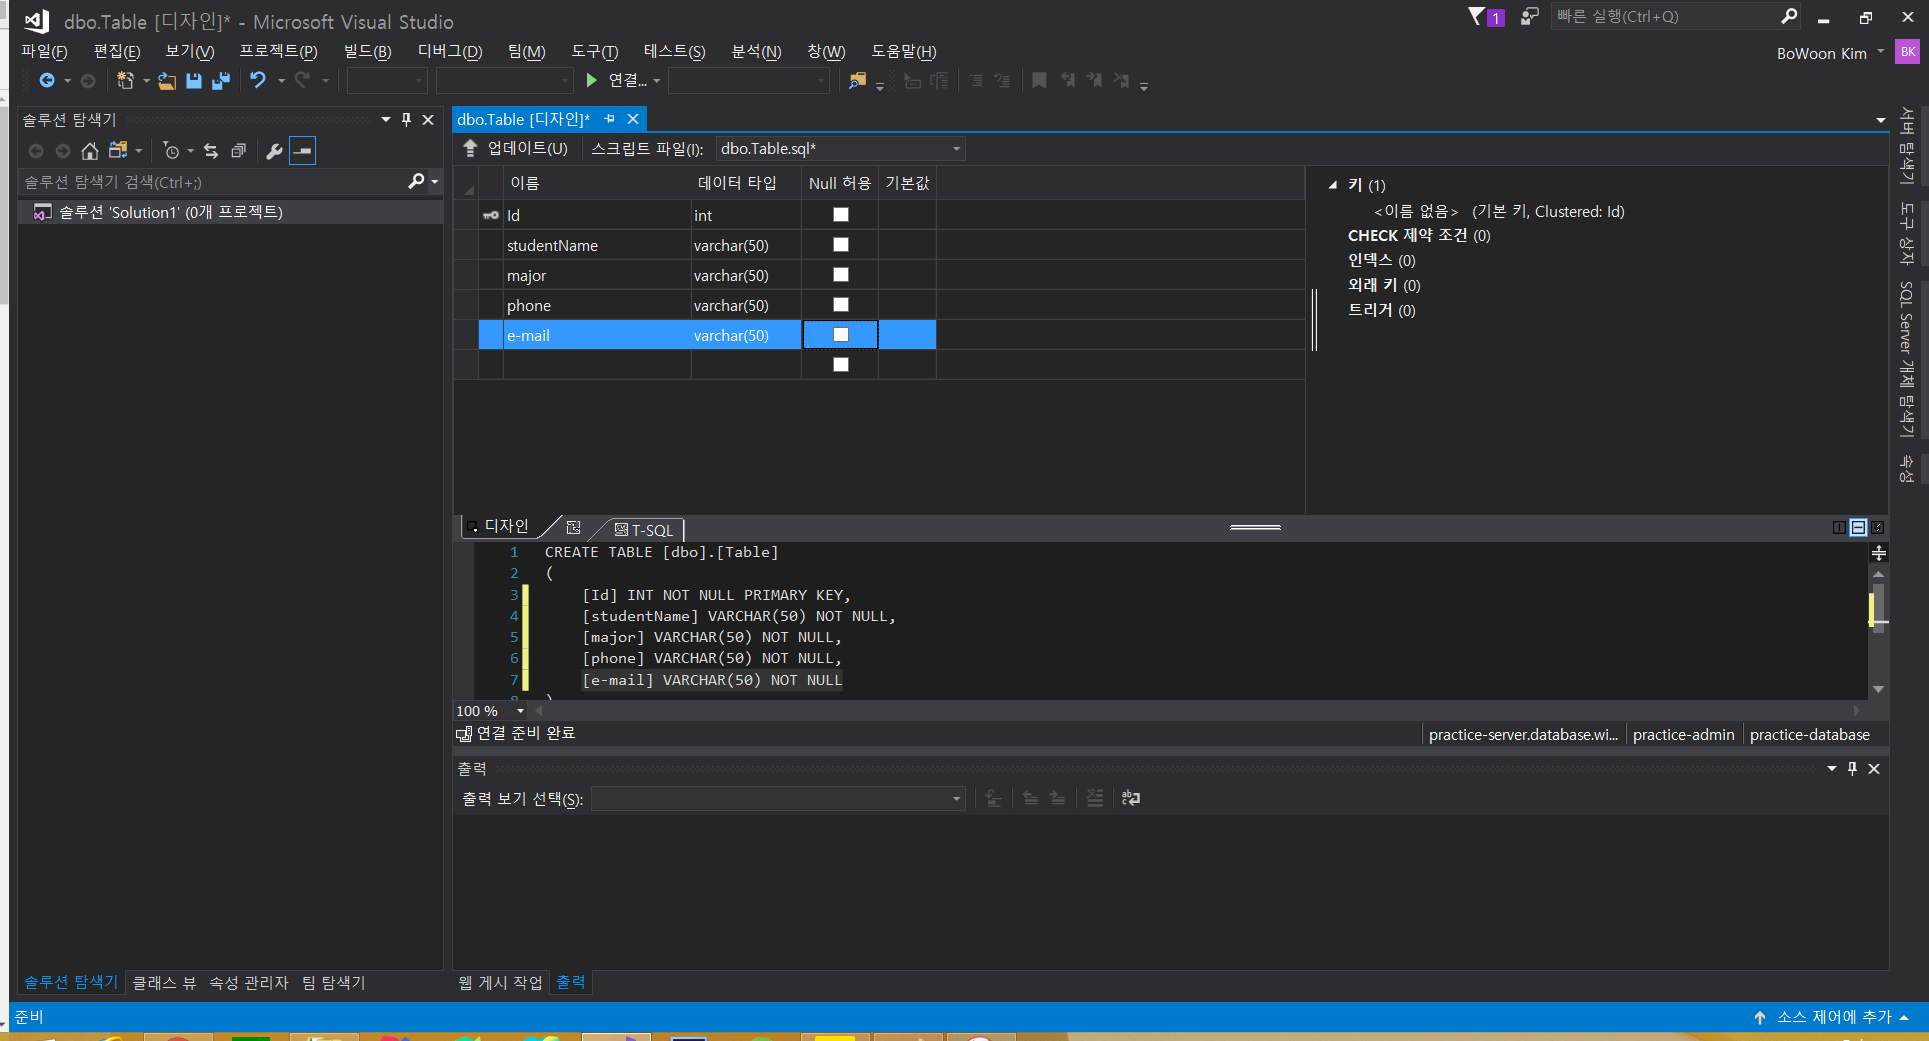 dbo.Table [디자인]* - Microsoft Visual Studio
1
빠른 실행(Ctrl+Q)
파일(F) 편집(E) 보기(V) 프로젝트(P) 빌드(B) 디버그(D) 팀(M) 도구(T) 테스트(S) 분석(N) 창(W) 도움말(H)
BoWoon Kim
BK
연결...
솔루션 탐색기
솔루션 탐색기 검색(Ctrl+;)
솔루션 'Solution1' (0개 프로젝트)
dbo.Table [디자인]*
업데이트(U) 스크립트 파일(I): dbo.Table.sql*
이름 데이터 타입 Null 허용 기본값
Id int
studentName varchar(50)
major varchar(50)
phone varchar(50)
e-mail varchar(50)
키 (1)
<이름 없음> (기본 키, Clustered: Id)
CHECK 제약 조건 (0)
인덱스 (0)
외래 키 (0)
트리거 (0)
서버 탐색기
도구 상자
SQL Server 개체 탐색기
속성
디자인
T-SQL
1 CREATE TABLE [dbo].[Table]
2 (
3 [Id] INT NOT NULL PRIMARY KEY,
4 [studentName] VARCHAR(50) NOT NULL,
5 [major] VARCHAR(50) NOT NULL,
6 [phone] VARCHAR(50) NOT NULL,
7 [e-mail] VARCHAR(50) NOT NULL
8 )
100 %
연결 준비 완료
practice-server.database.wi... practice-admin practice-database
출력
출력 보기 선택(S):
솔루션 탐색기 클래스 뷰 속성 관리자 팀 탐색기
웹 게시 작업 출력
준비
소스 제어에 추가